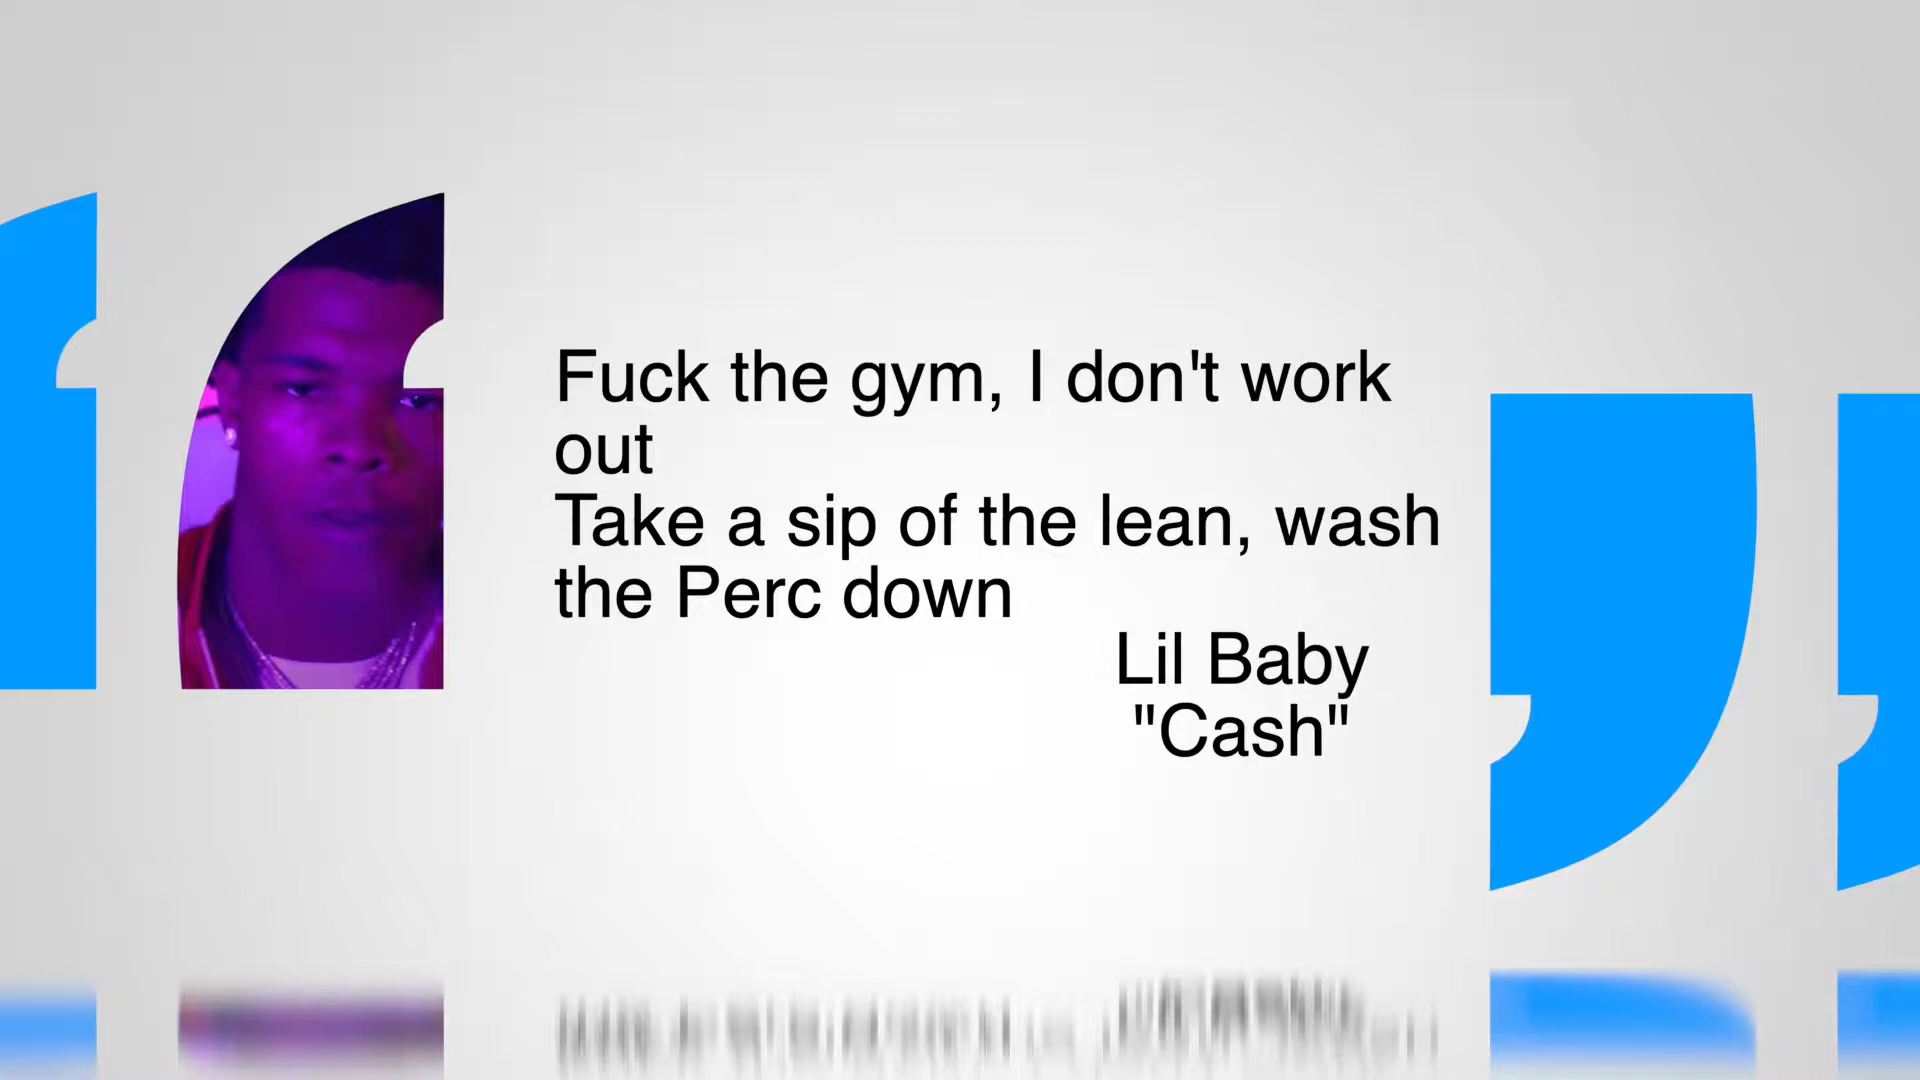 Fuck the gym, I don't work
out
Take a sip of the lean, wash
the Perc down
Lil Baby
"Cash"